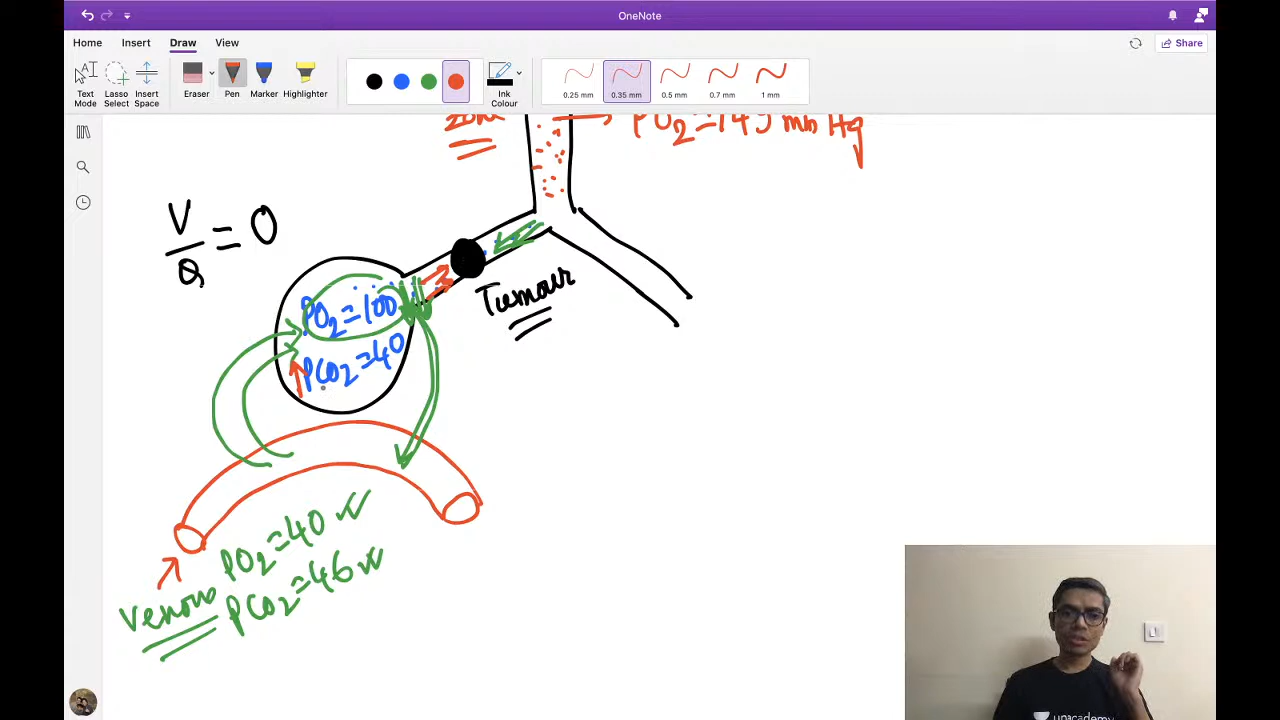 OneNote
Home Insert Draw View
Share
Text Mode
Lasso Select
Insert Space
Eraser
Pen
Marker
Highlighter
Ink Colour
0.25 mm
0.35 mm
0.5 mm
0.7 mm
1 mm
zone
PO2 = 149 mm Hg
V/Q = 0
Tumour
PO2 = 100
PCO2 = 40
PO2 = 40
Venous PCO2 = 46
unacademy